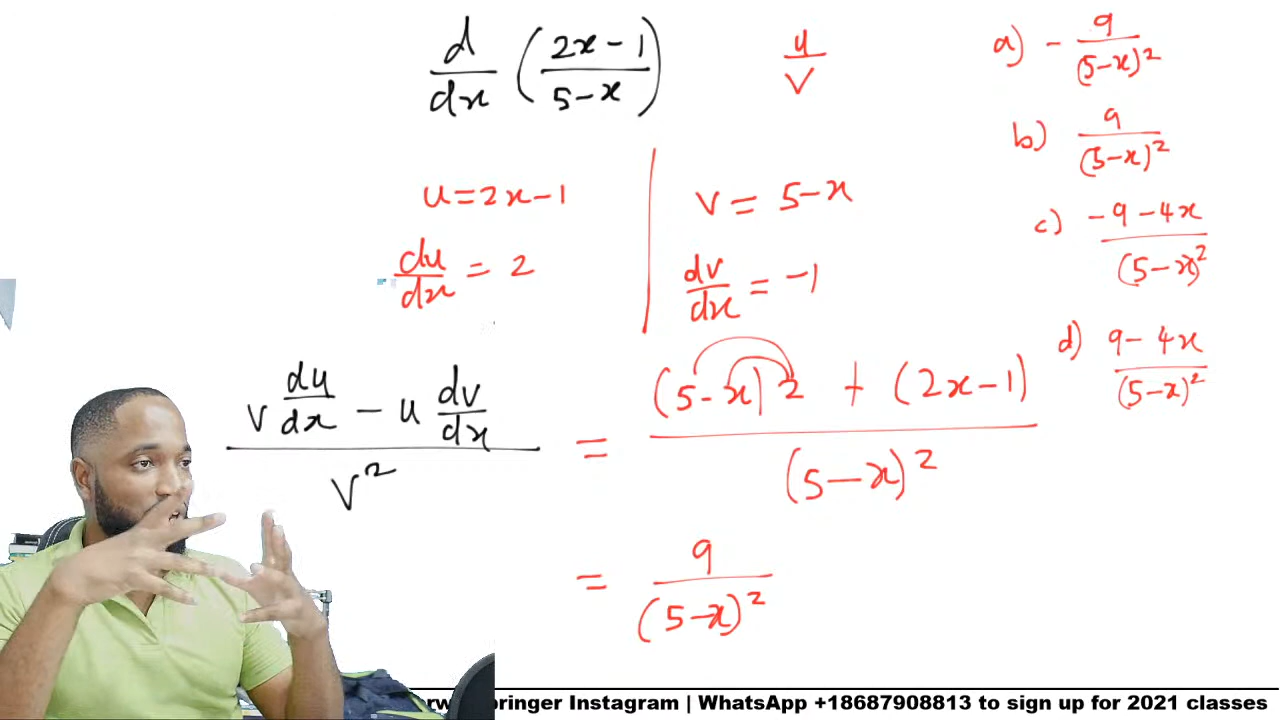 d/dx ((2x-1)/(5-x))
u/v
u=2x-1
du/dx = 2
v = 5-x
dv/dx = -1
(v du/dx - u dv/dx)/v²
= ((5-x)2 + (2x-1))/(5-x)²
= 9/(5-x)²
a) -9/(5-x)²
b) 9/(5-x)²
c) (-9-4x)/(5-x)²
d) (9-4x)/(5-x)²
Instagram | WhatsApp +18687908813 to sign up for 2021 classes